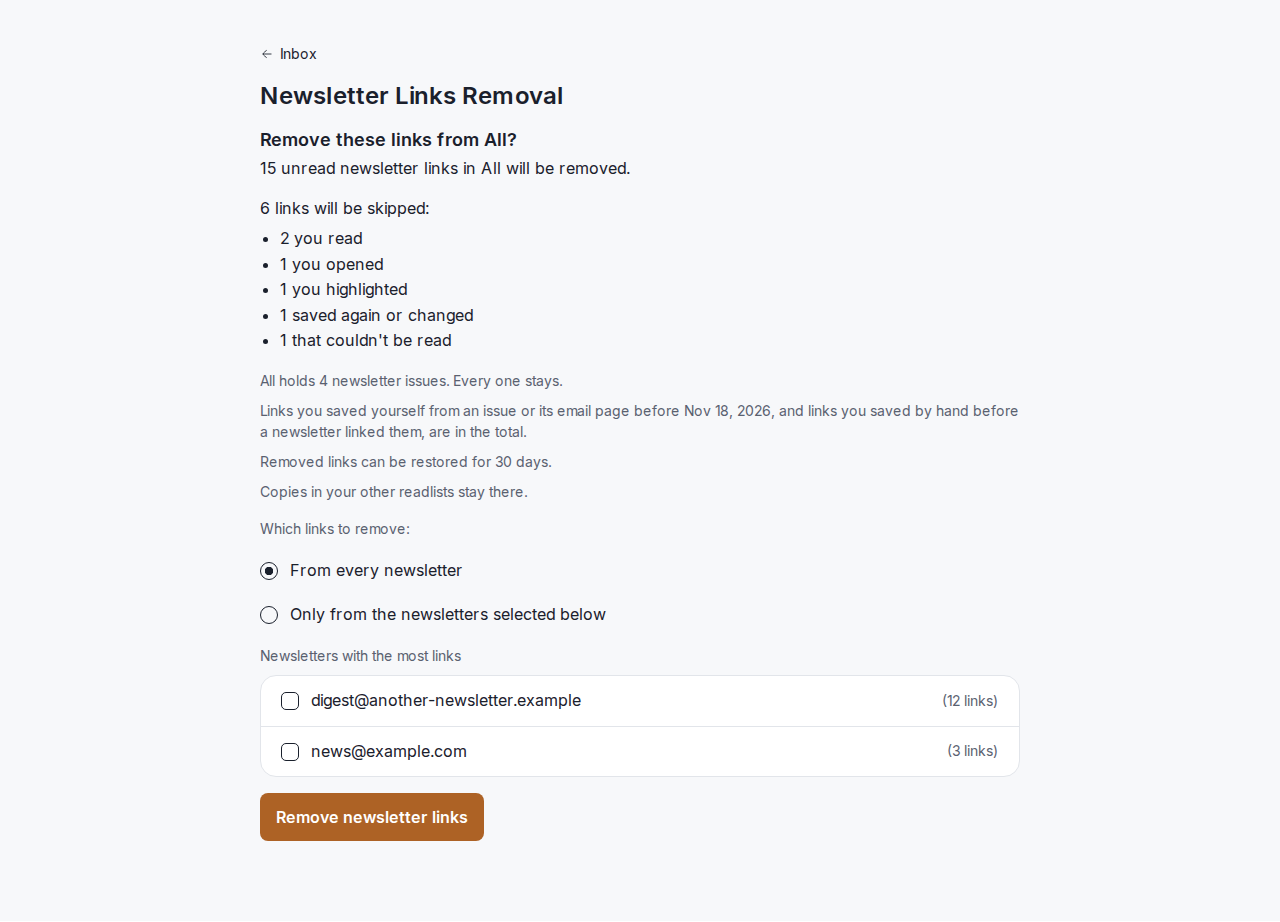 Inbox
Newsletter Links Removal
Remove these links from All?
15 unread newsletter links in All will be removed.
6 links will be skipped:
2 you read
1 you opened
1 you highlighted
1 saved again or changed
1 that couldn't be read
All holds 4 newsletter issues. Every one stays.
Links you saved yourself from an issue or its email page before Nov 18, 2026, and links you saved by hand before
a newsletter linked them, are in the total.
Removed links can be restored for 30 days.
Copies in your other readlists stay there.
Which links to remove:
From every newsletter
Only from the newsletters selected below
Newsletters with the most links
digest@another-newsletter.example (12 links)
news@example.com (3 links)
Remove newsletter links